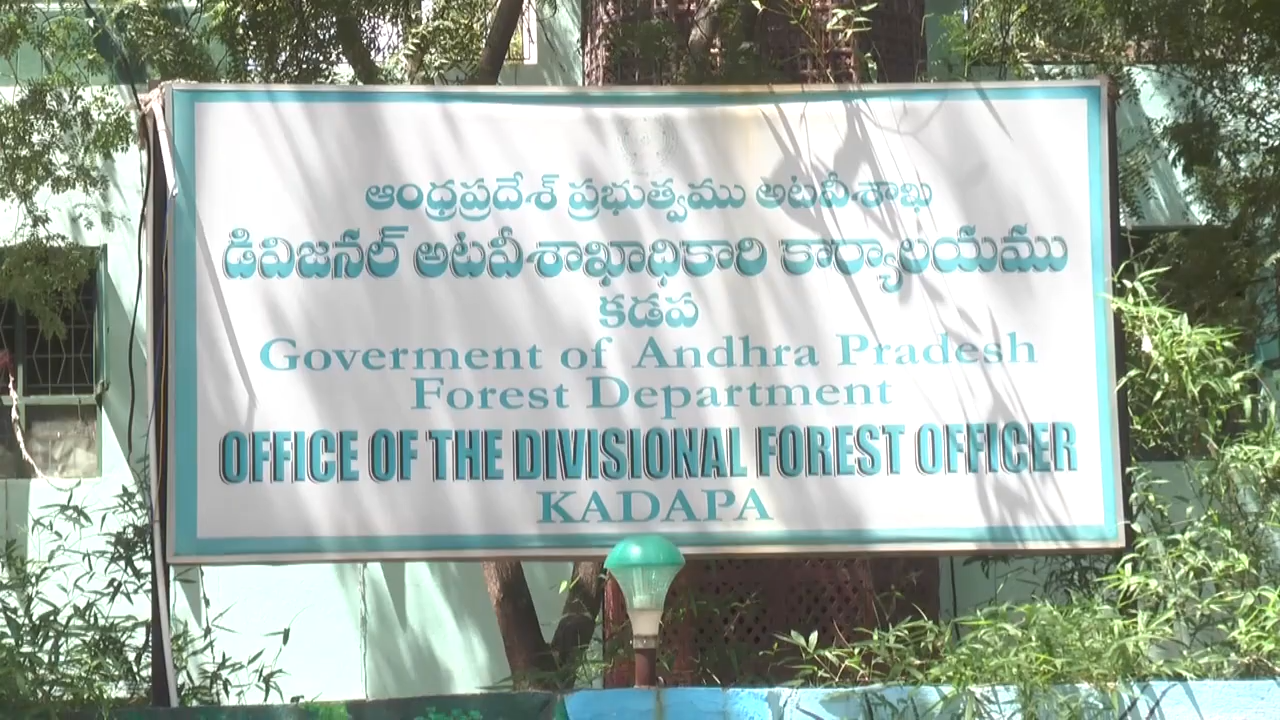 ఆంధ్రప్రదేశ్ ప్రభుత్వము అటవీశాఖ
డివిజనల్ అటవీశాఖాధికారి కార్యాలయము
కడప
Goverment of Andhra Pradesh
Forest Department
OFFICE OF THE DIVISIONAL FOREST OFFICER
KADAPA